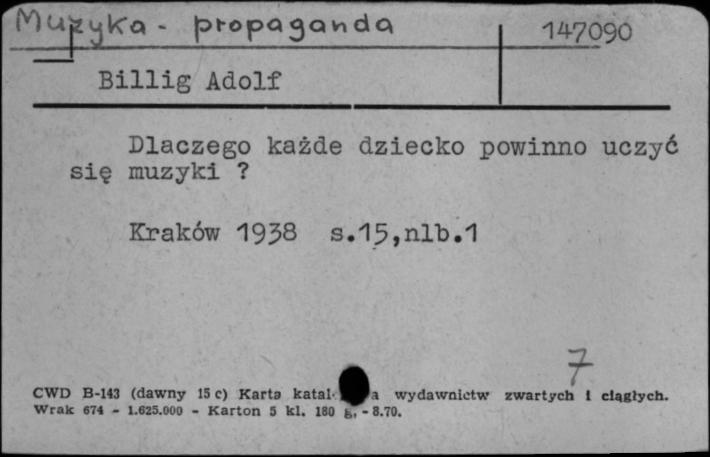 Muzyka - propaganda 147090
Billig Adolf
Dlaczego każde dziecko powinno uczyć
się muzyki ?
Kraków 1938 s.15,nlb.1
7
CWD B-143 (dawny 15 c) Karta wydawnictw zwartych i ciągłych.
Wrak 674 - 1.625.000 - Karton 5 kl. 180 g, - 8.70.